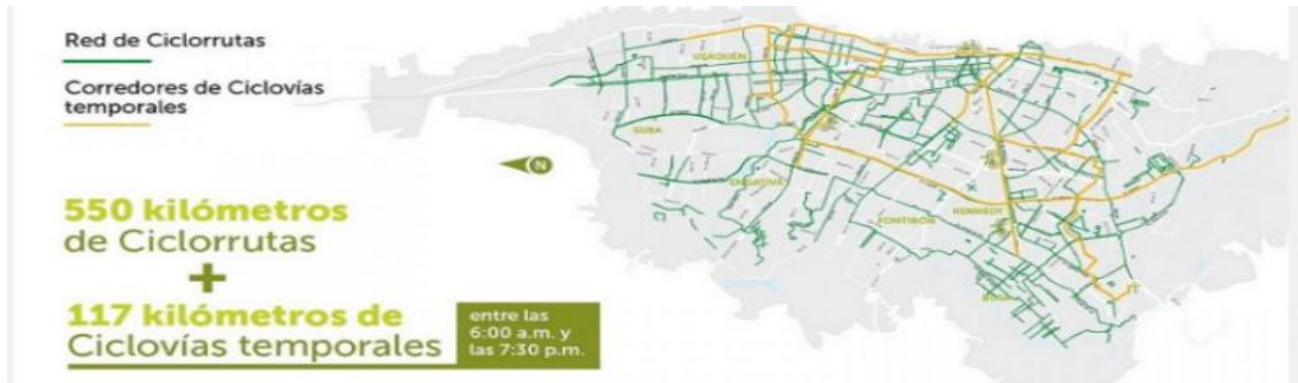 Red de Ciclorrutas
Corredores de Ciclovías
temporales
550 kilómetros
de Ciclorrutas
+
117 kilómetros de
Ciclovías temporales
entre las
6:00 a.m. y
las 7:30 p.m.
N
USAQUÉN
SUBA
ENGATIVÁ
FONTIBÓN
KENNEDY
BOSA